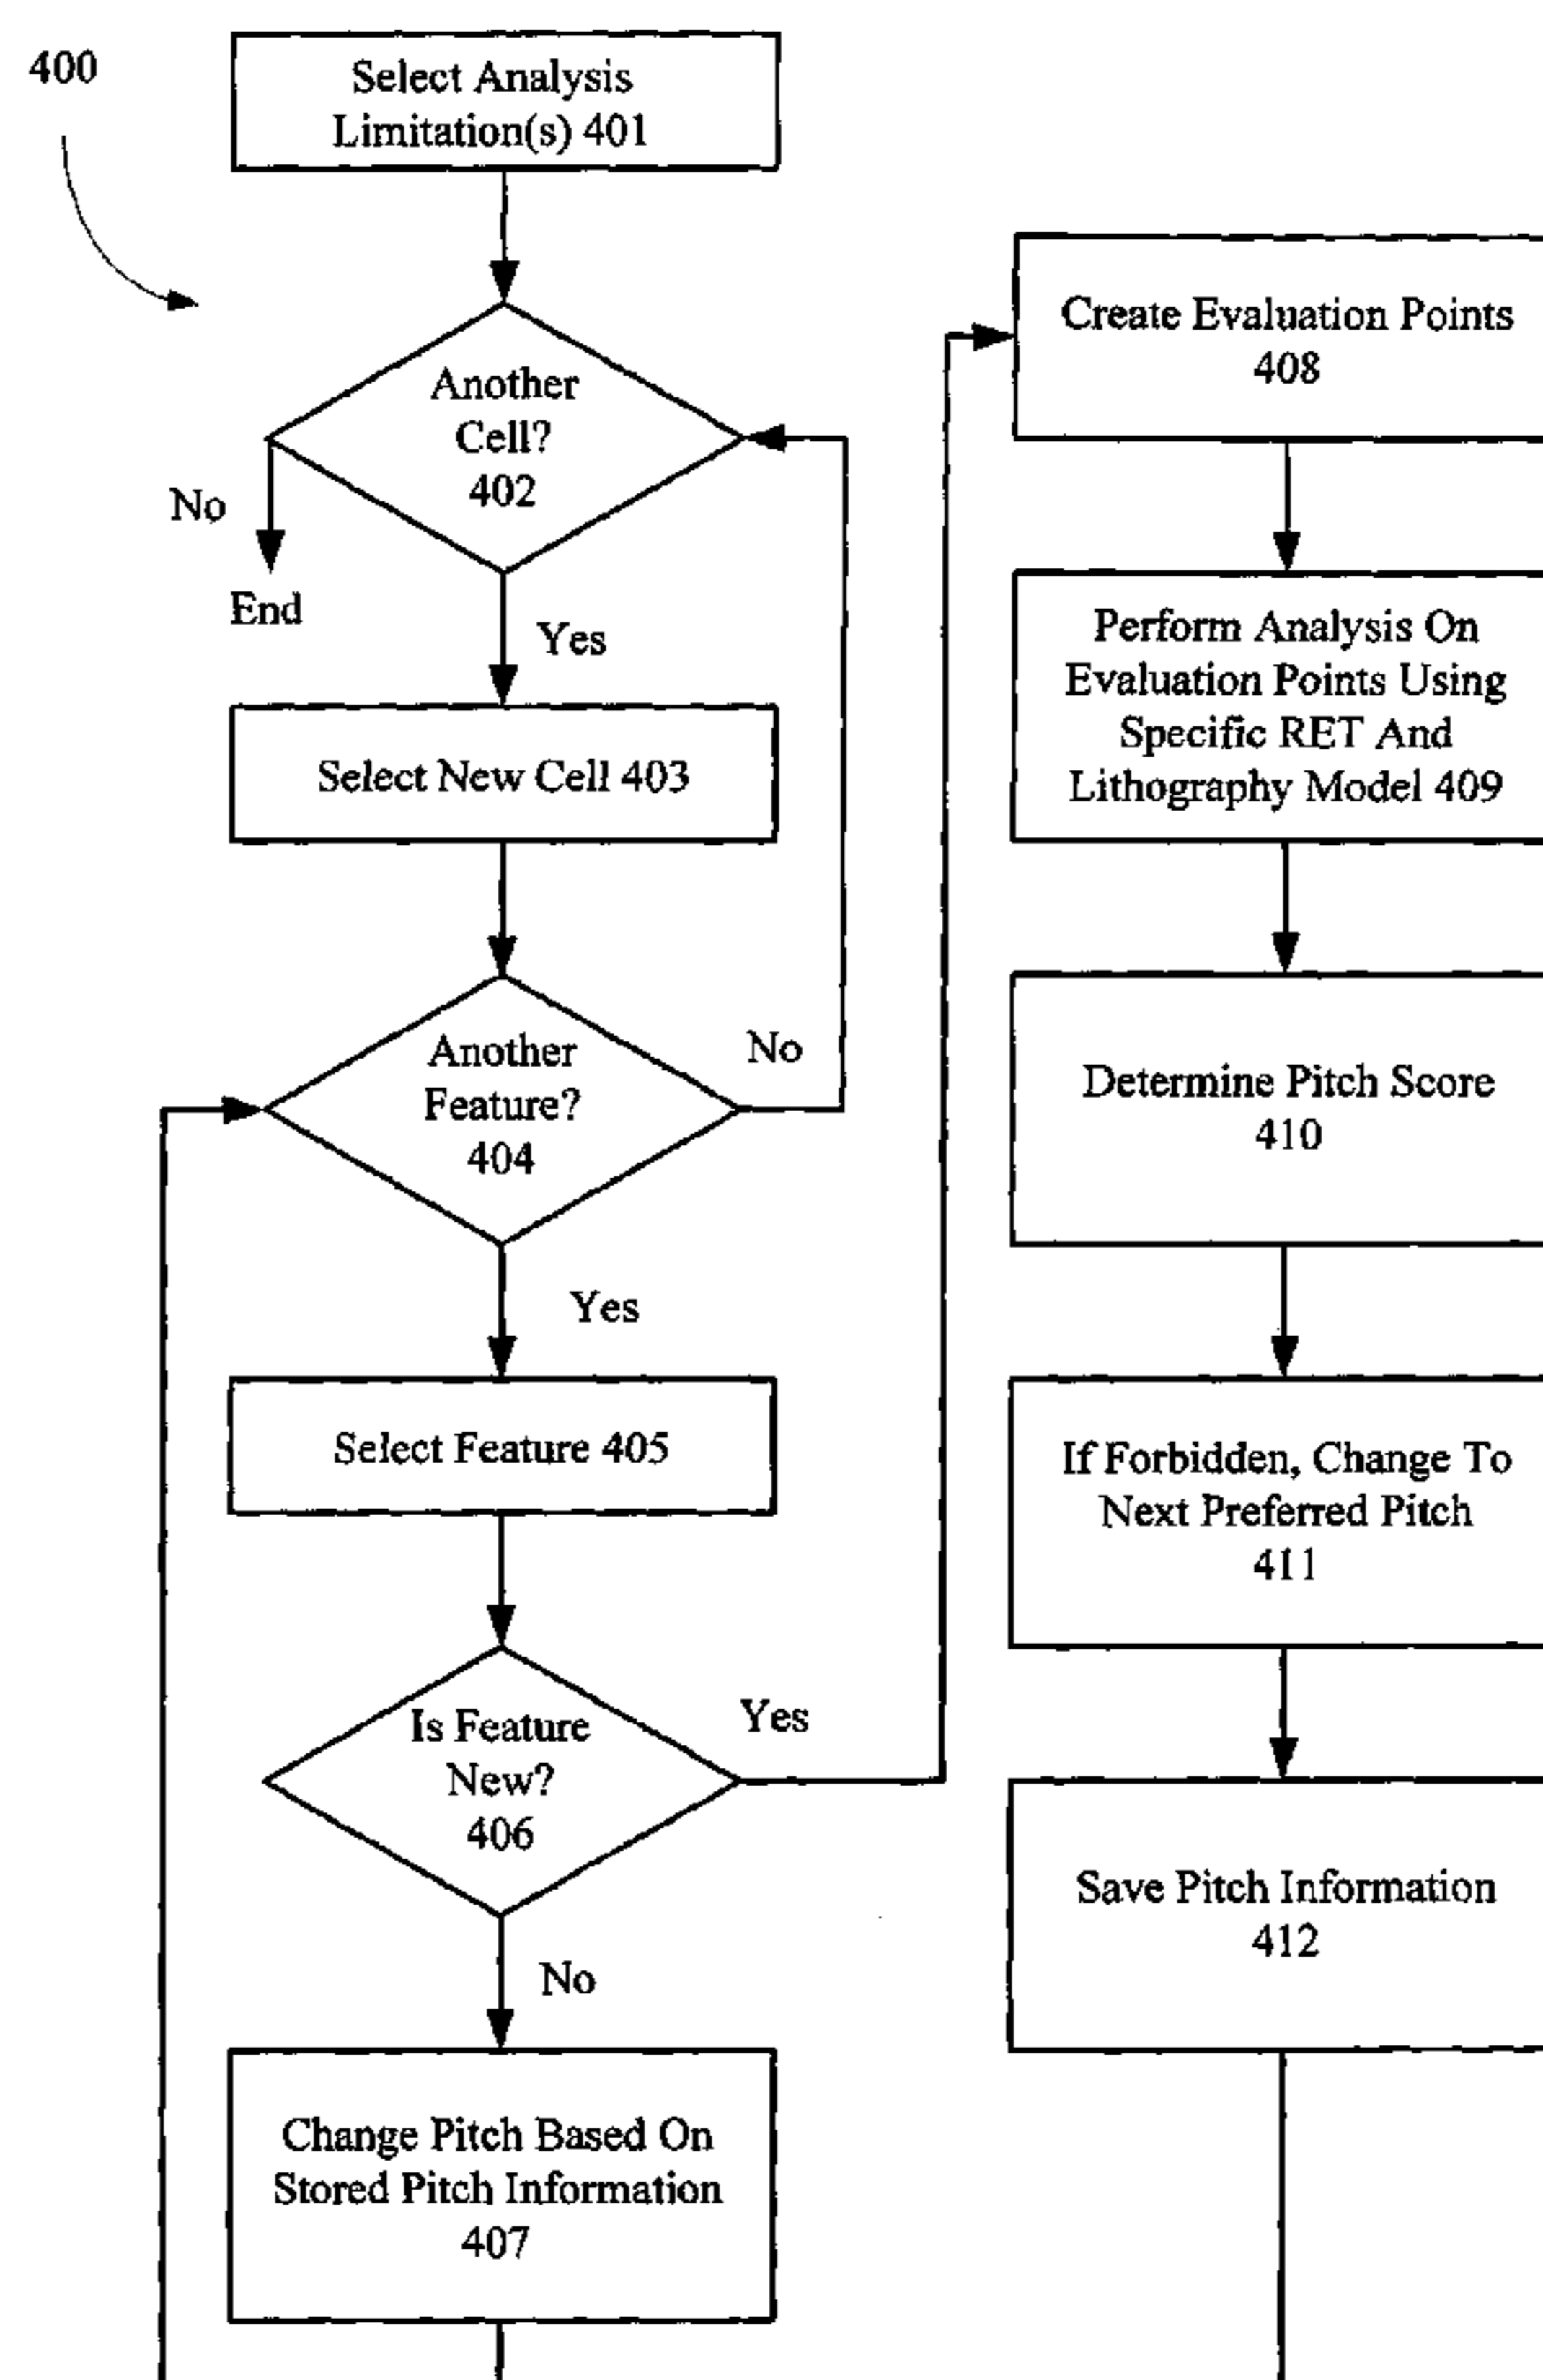 400
Select Analysis
Limitation(s) 401
Another
Cell?
402
No
End
Yes
Select New Cell 403
Another
Feature?
404
No
Yes
Select Feature 405
Is Feature
New?
406
Yes
No
Change Pitch Based On
Stored Pitch Information
407
Create Evaluation Points
408
Perform Analysis On
Evaluation Points Using
Specific RET And
Lithography Model 409
Determine Pitch Score
410
If Forbidden, Change To
Next Preferred Pitch
411
Save Pitch Information
412